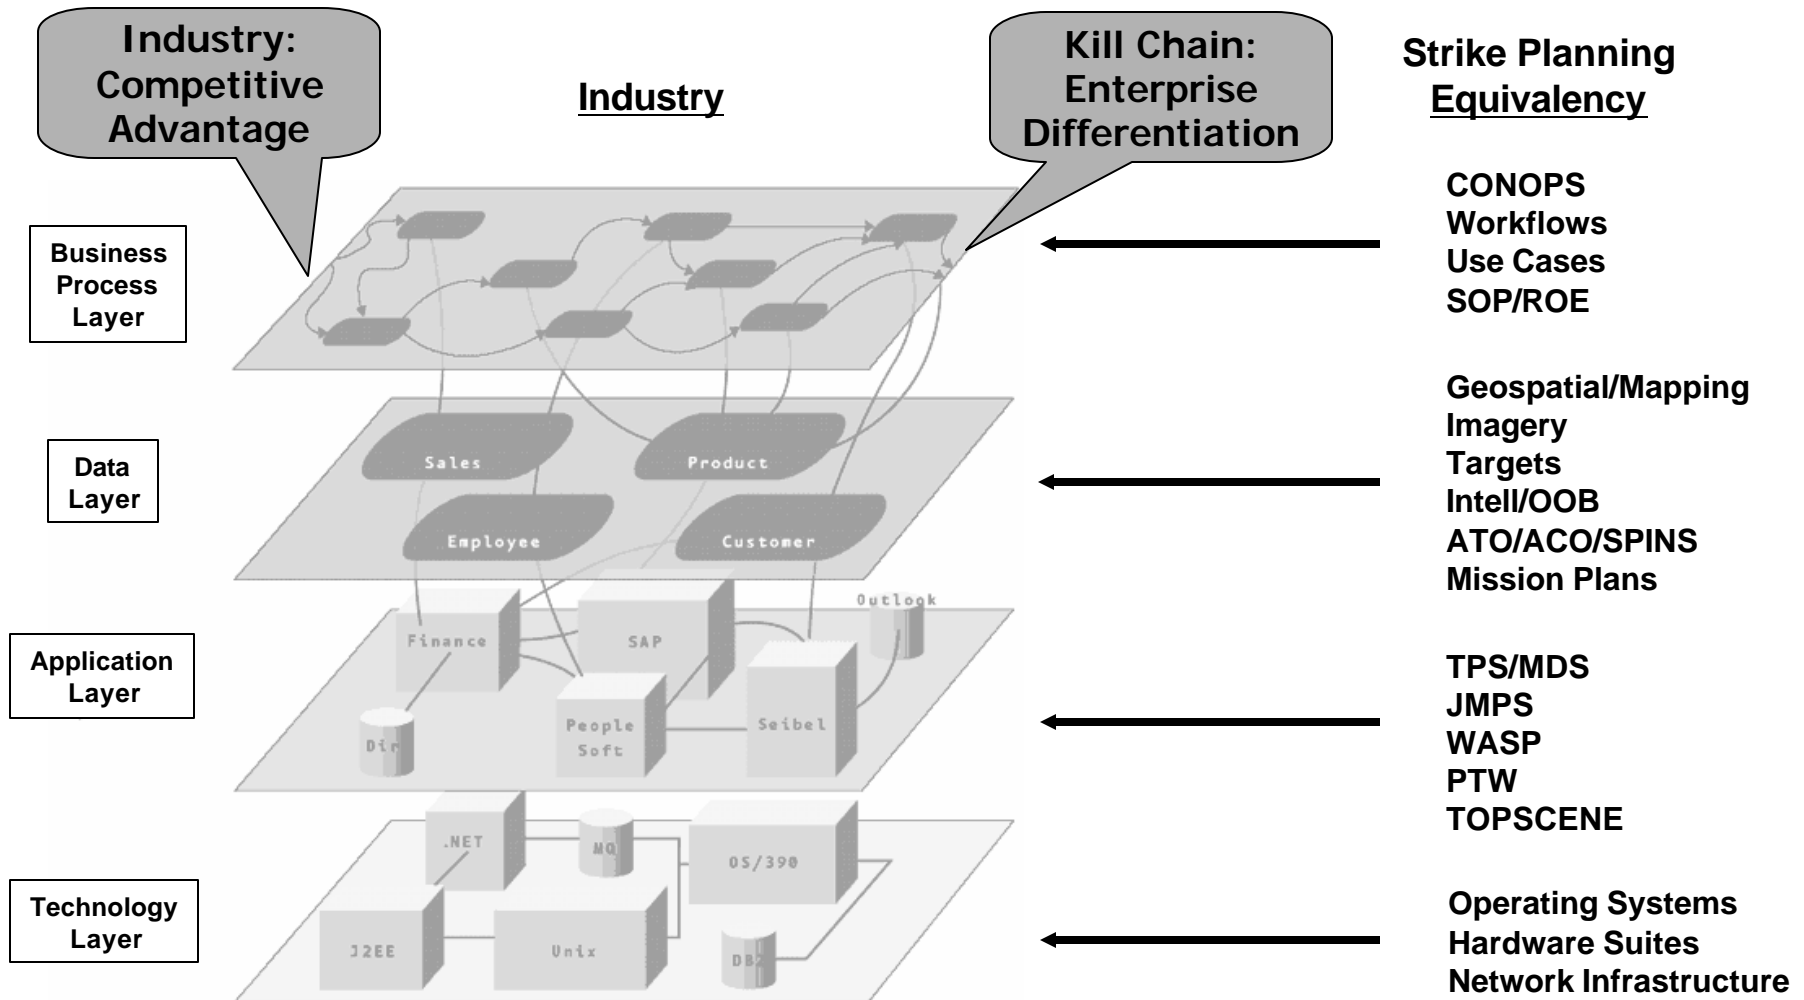 Industry:
Competitive
Advantage
Industry
Kill Chain:
Enterprise
Differentiation
Strike Planning
Equivalency
Business
Process
Layer
CONOPS
Workflows
Use Cases
SOP/ROE
Data
Layer
Sales
Product
Employee
Customer
Geospatial/Mapping
Imagery
Targets
Intell/OOB
ATO/ACO/SPINS
Mission Plans
Application
Layer
Finance
SAP
Outlook
Dir
People
Soft
Seibel
TPS/MDS
JMPS
WASP
PTW
TOPSCENE
Technology
Layer
.NET
MQ
OS/390
J2EE
Unix
DB2
Operating Systems
Hardware Suites
Network Infrastructure